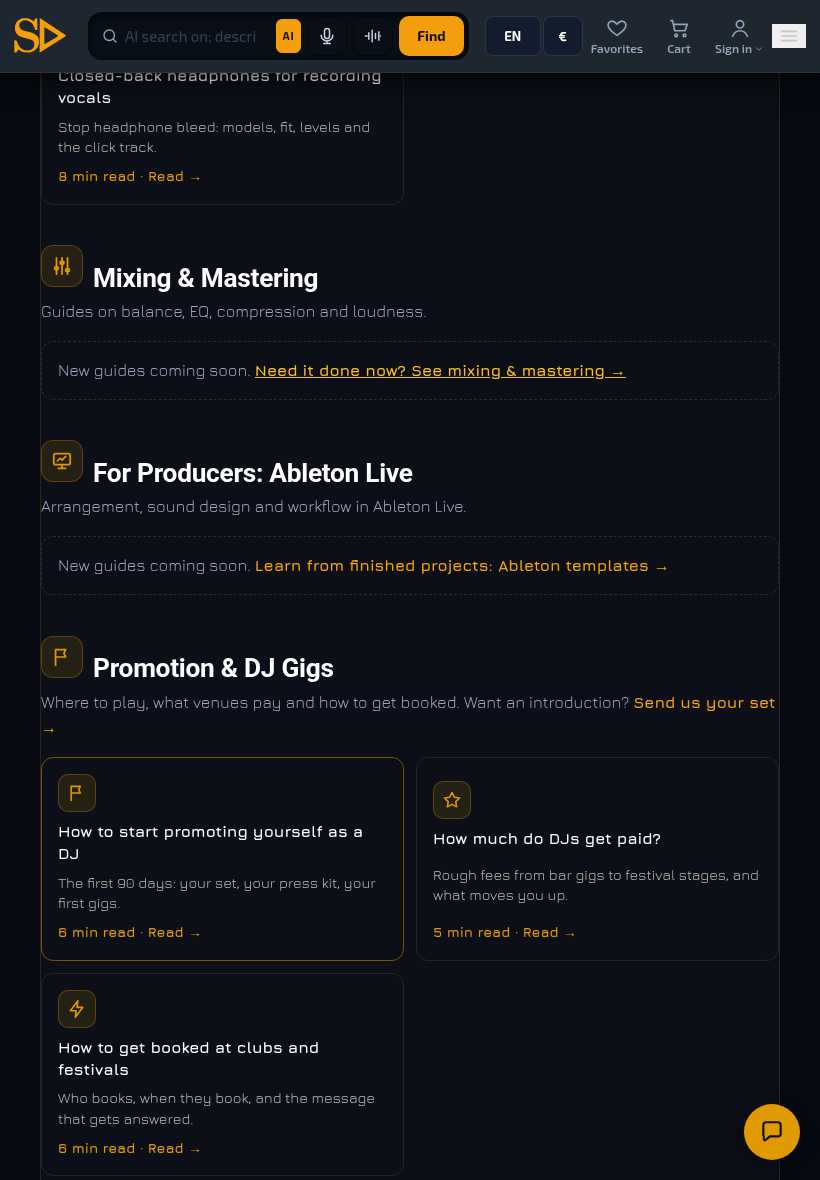 SD
AI search on: descri
AI
Find
EN
€
Favorites
Cart
Sign in
Closed-back headphones for recording
vocals
Stop headphone bleed: models, fit, levels and
the click track.
8 min read · Read →
Mixing & Mastering
Guides on balance, EQ, compression and loudness.
New guides coming soon. Need it done now? See mixing & mastering →
For Producers: Ableton Live
Arrangement, sound design and workflow in Ableton Live.
New guides coming soon. Learn from finished projects: Ableton templates →
Promotion & DJ Gigs
Where to play, what venues pay and how to get booked. Want an introduction? Send us your set
→
How to start promoting yourself as a
DJ
The first 90 days: your set, your press kit, your
first gigs.
6 min read · Read →
How much do DJs get paid?
Rough fees from bar gigs to festival stages, and
what moves you up.
5 min read · Read →
How to get booked at clubs and
festivals
Who books, when they book, and the message
that gets answered.
6 min read · Read →